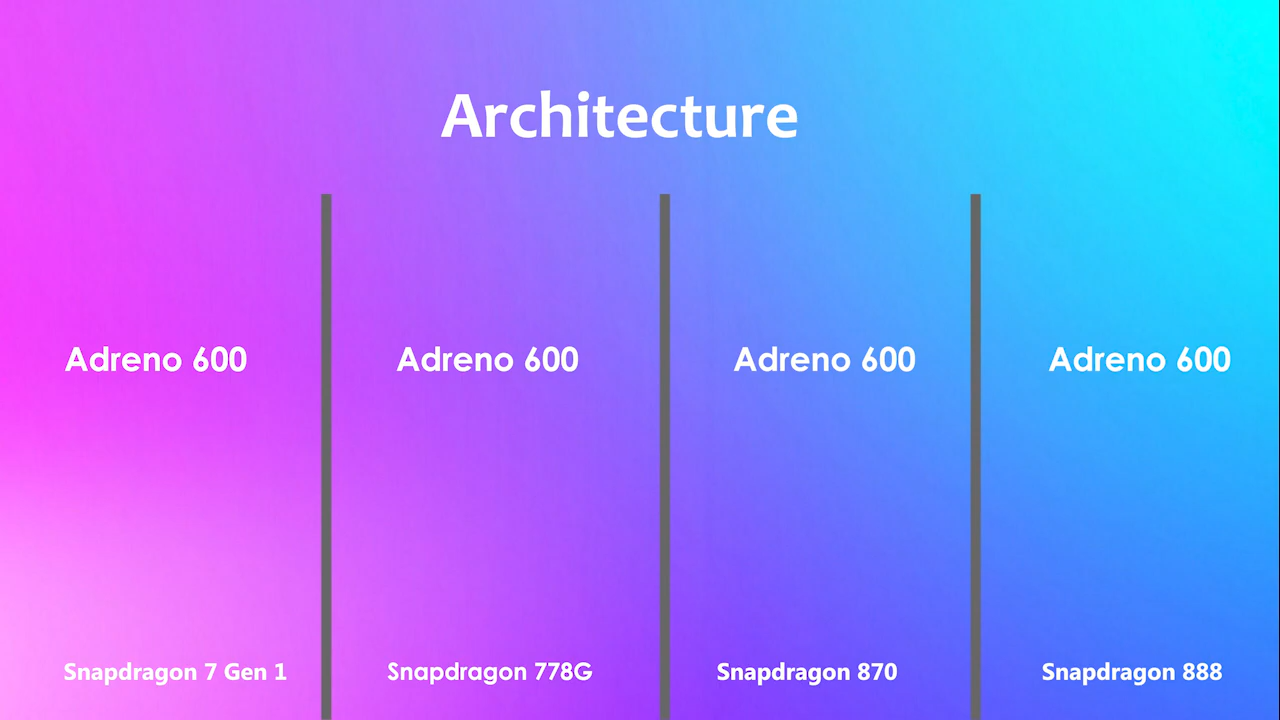 Architecture
Adreno 600
Adreno 600
Adreno 600
Adreno 600
Snapdragon 7 Gen 1
Snapdragon 778G
Snapdragon 870
Snapdragon 888